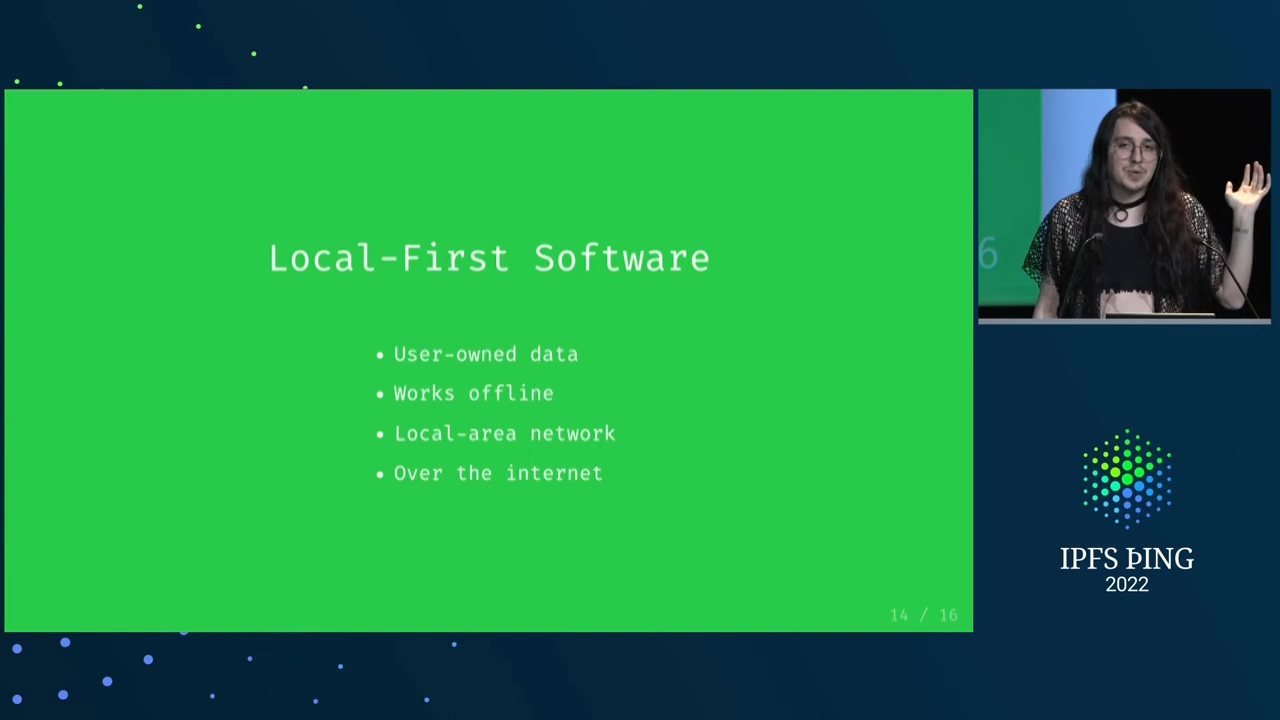 Local-First Software
• User-owned data
• Works offline
• Local-area network
• Over the internet
14 / 16
6
IPFS ÞING
2022